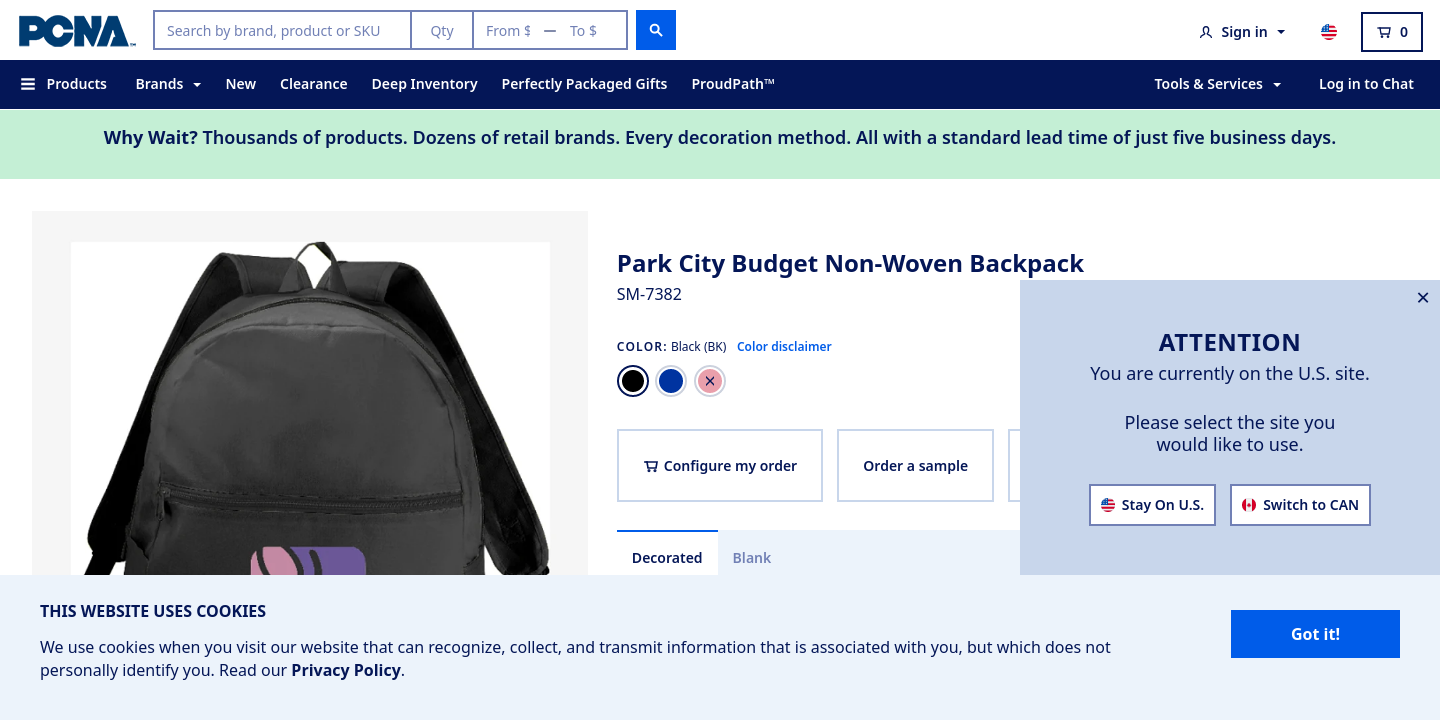 PCNA™
Search by brand, product or SKU
Qty
From $ — To $
Sign in
0
Products
Brands
New
Clearance
Deep Inventory
Perfectly Packaged Gifts
ProudPath™
Tools & Services
Log in to Chat
Why Wait? Thousands of products. Dozens of retail brands. Every decoration method. All with a standard lead time of just five business days.
Park City Budget Non-Woven Backpack
SM-7382
COLOR: Black (BK) Color disclaimer
Configure my order
Order a sample
Decorated
Blank
ATTENTION
You are currently on the U.S. site.
Please select the site you
would like to use.
Stay On U.S.
Switch to CAN
THIS WEBSITE USES COOKIES
We use cookies when you visit our website that can recognize, collect, and transmit information that is associated with you, but which does not
personally identify you. Read our Privacy Policy.
Got it!